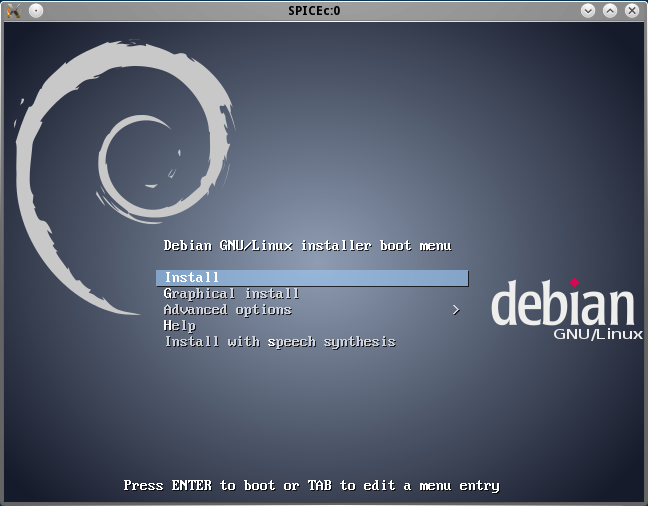 SPICEc:0
Debian GNU/Linux installer boot menu
Install
Graphical install
Advanced options >
Help
Install with speech synthesis
debian
GNU/Linux
Press ENTER to boot or TAB to edit a menu entry